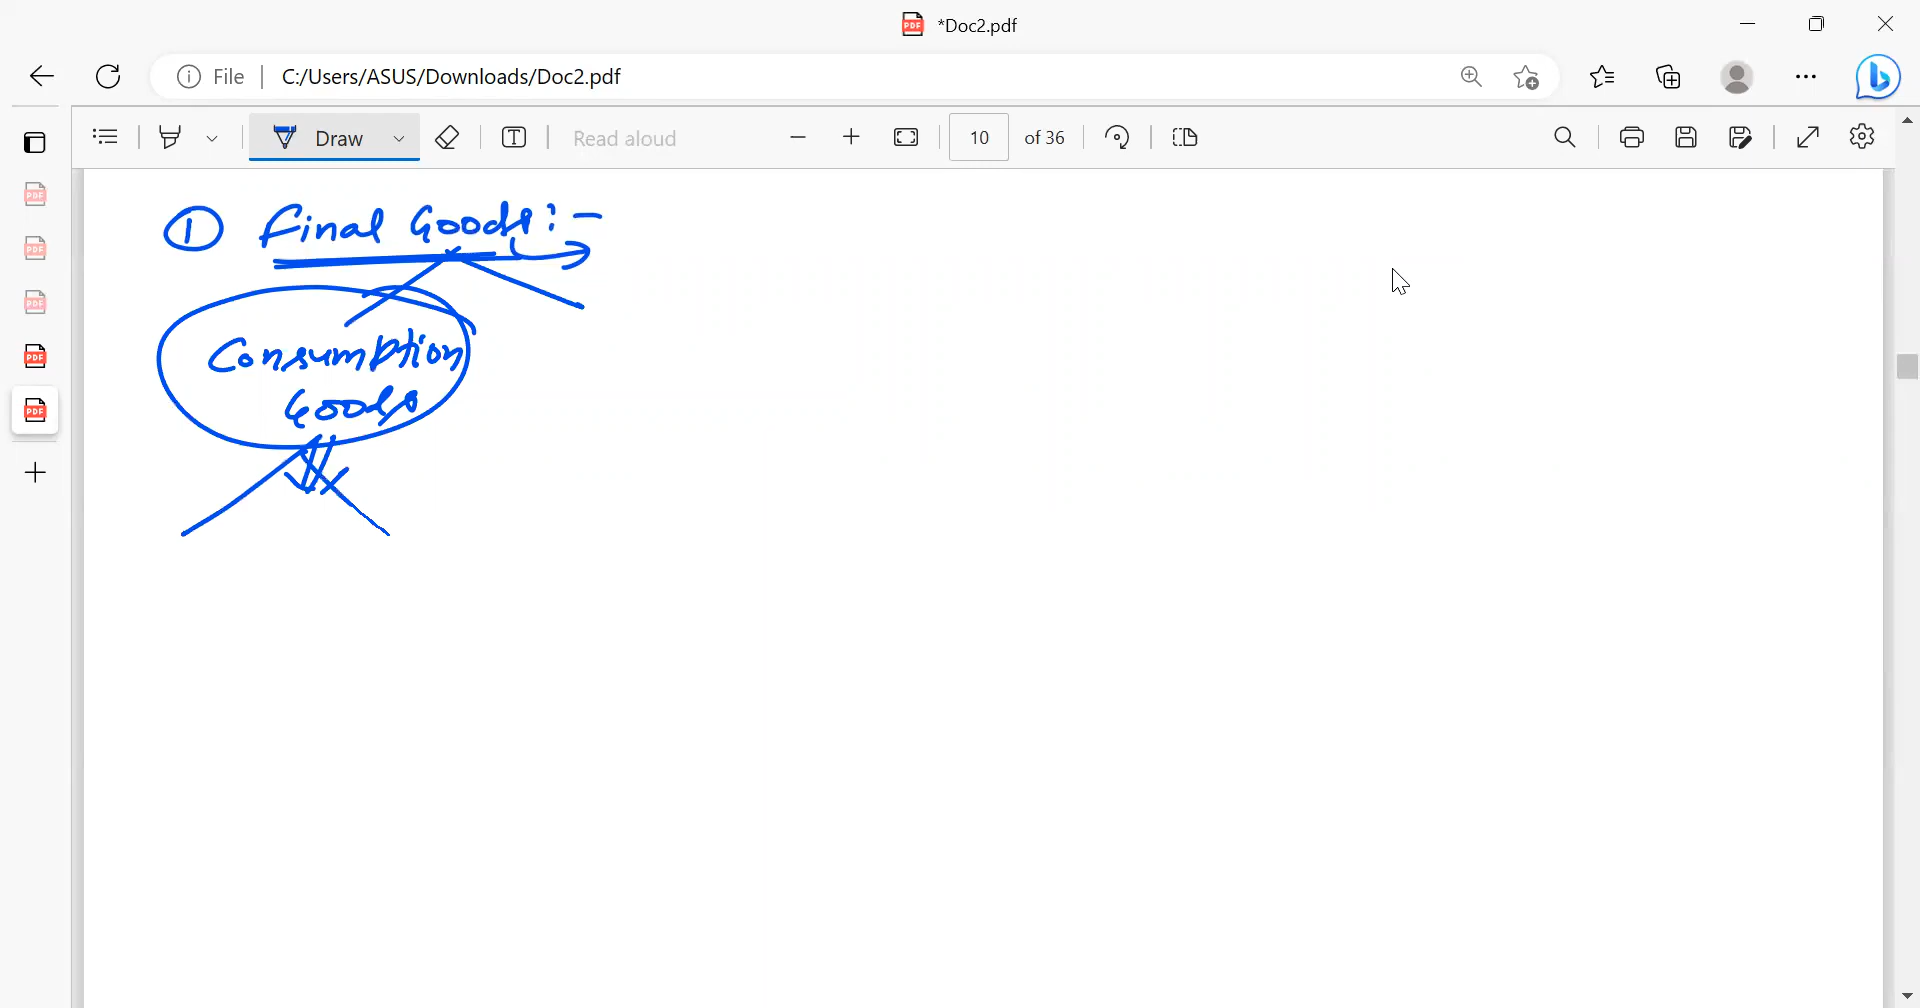 *Doc2.pdf
File | C:/Users/ASUS/Downloads/Doc2.pdf
Draw
Read aloud
10 of 36
① Final Goods :-
Consumption
Goods